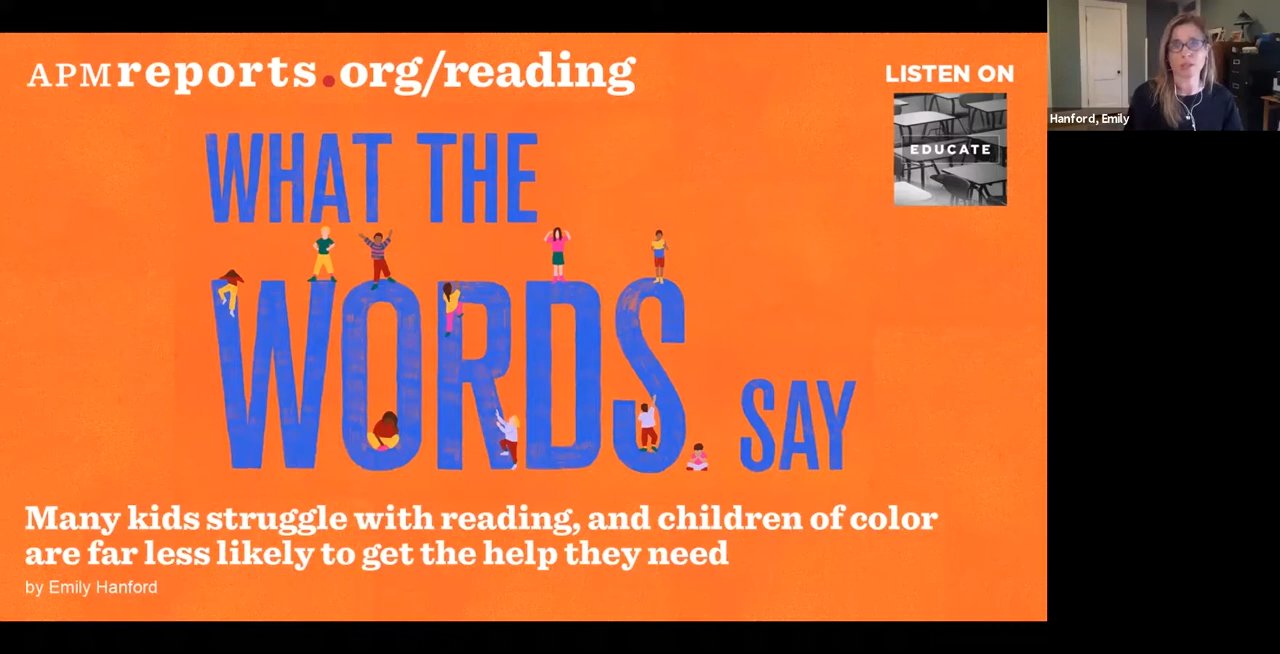 APMreports.org/reading
LISTEN ON
EDUCATE
Hanford, Emily
WHAT THE
WORDS SAY
Many kids struggle with reading, and children of color
are far less likely to get the help they need
by Emily Hanford